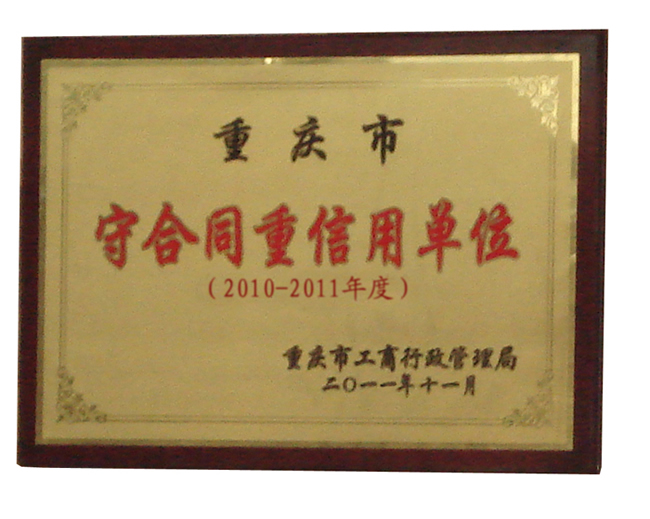 重庆市
守合同重信用单位
（2010-2011年度）
重庆市工商行政管理局
二〇一一年十一月